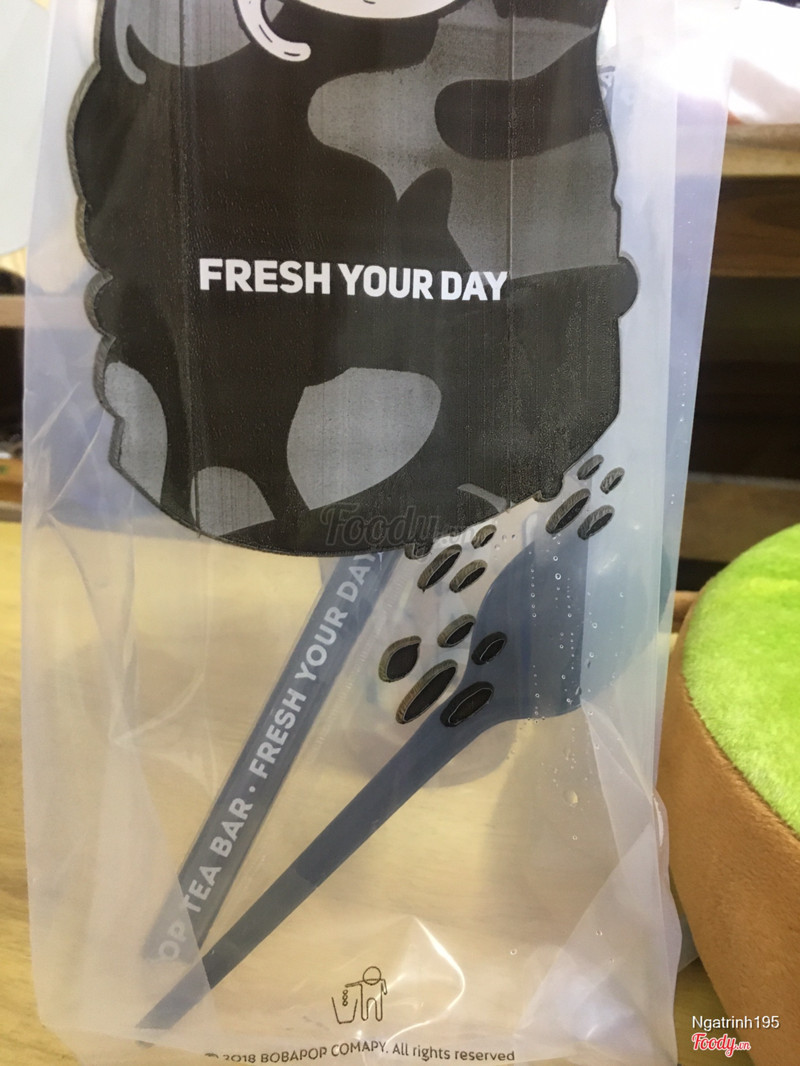 FRESH YOUR DAY
Foody.vn
OP TEA BAR • FRESH YOUR DAY
© 2018 BOBAPOP COMAPY. All rights reserved
Ngatrinh195
Foody.vn